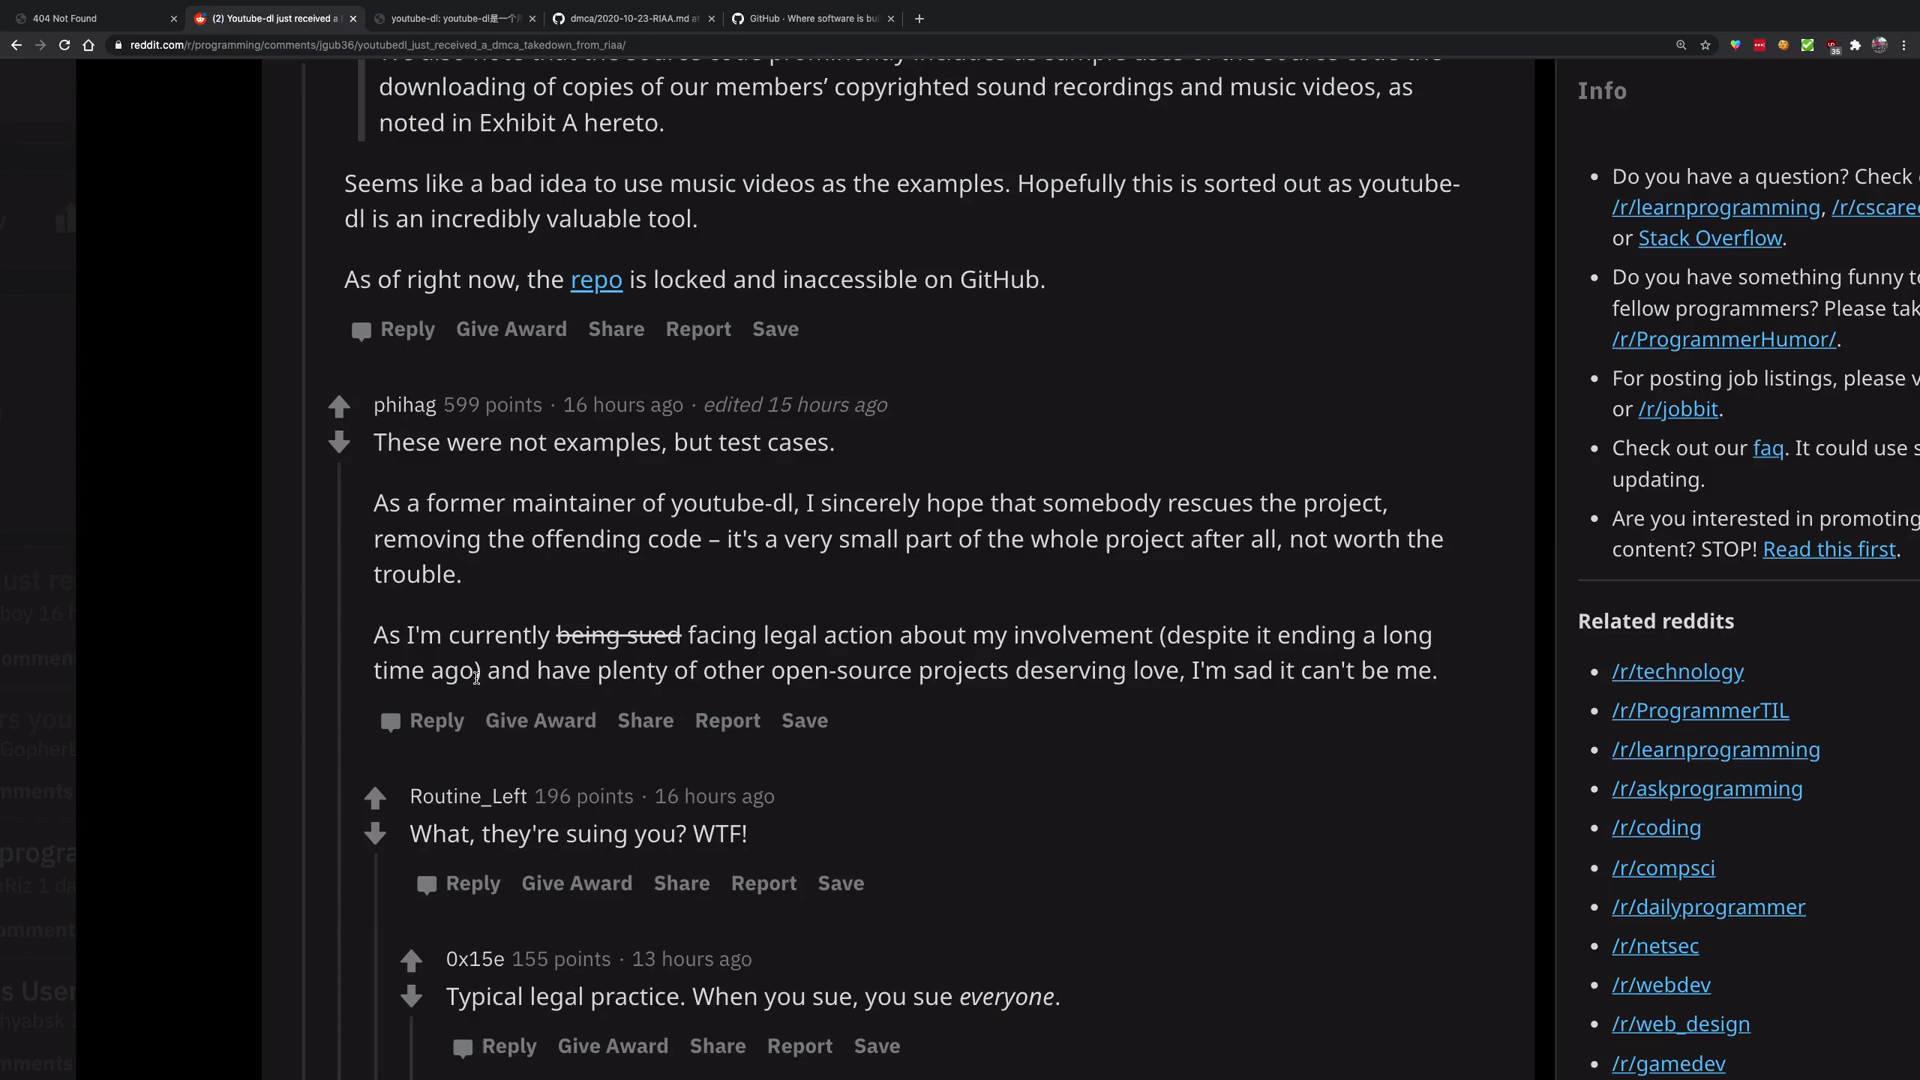 404 Not Found
(2) Youtube-dl just received a
youtube-dl: youtube-dl是一个
dmca/2020-10-23-RIAA.md at
GitHub · Where software is bui
reddit.com/r/programming/comments/jgub36/youtubedl_just_received_a_dmca_takedown_from_riaa/
35
downloading of copies of our members’ copyrighted sound recordings and music videos, as
noted in Exhibit A hereto.
Seems like a bad idea to use music videos as the examples. Hopefully this is sorted out as youtube-
dl is an incredibly valuable tool.
As of right now, the repo is locked and inaccessible on GitHub.
Reply Give Award Share Report Save
phihag 599 points · 16 hours ago · edited 15 hours ago
These were not examples, but test cases.
As a former maintainer of youtube-dl, I sincerely hope that somebody rescues the project,
removing the offending code – it's a very small part of the whole project after all, not worth the
trouble.
As I'm currently being sued facing legal action about my involvement (despite it ending a long
time ago) and have plenty of other open-source projects deserving love, I'm sad it can't be me.
Reply Give Award Share Report Save
Routine_Left 196 points · 16 hours ago
What, they're suing you? WTF!
Reply Give Award Share Report Save
0x15e 155 points · 13 hours ago
Typical legal practice. When you sue, you sue everyone.
Reply Give Award Share Report Save
Info
Do you have a question? Check
/r/learnprogramming, /r/cscaree
or Stack Overflow.
Do you have something funny to
fellow programmers? Please tak
/r/ProgrammerHumor/.
For posting job listings, please v
or /r/jobbit.
Check out our faq. It could use s
updating.
Are you interested in promoting
content? STOP! Read this first.
Related reddits
/r/technology
/r/ProgrammerTIL
/r/learnprogramming
/r/askprogramming
/r/coding
/r/compsci
/r/dailyprogrammer
/r/netsec
/r/webdev
/r/web_design
/r/gamedev